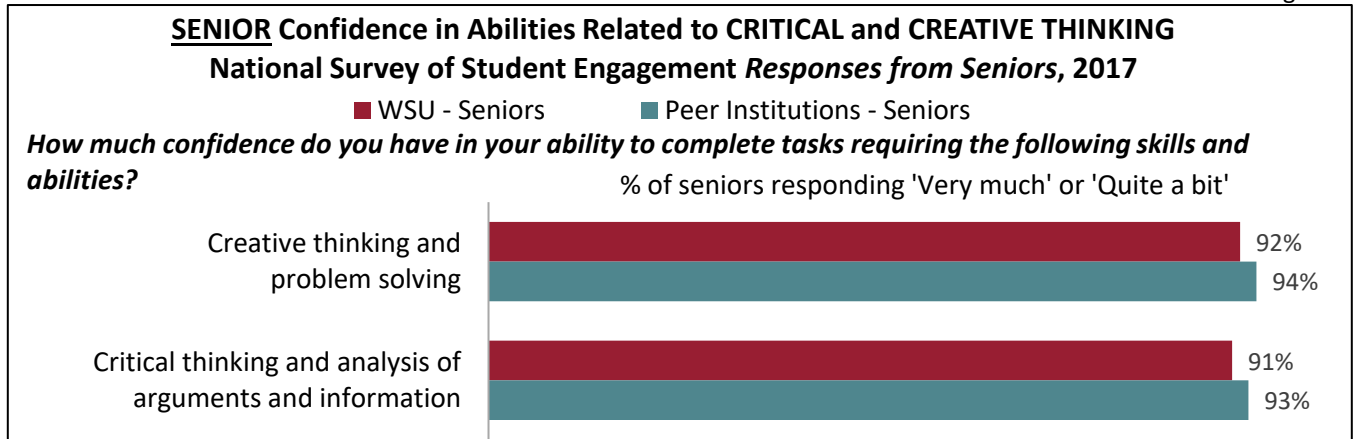 SENIOR Confidence in Abilities Related to CRITICAL and CREATIVE THINKING
National Survey of Student Engagement Responses from Seniors, 2017
WSU - Seniors Peer Institutions - Seniors
How much confidence do you have in your ability to complete tasks requiring the following skills and
abilities?
% of seniors responding 'Very much' or 'Quite a bit'
Creative thinking and
problem solving
92%
94%
Critical thinking and analysis of
arguments and information
91%
93%